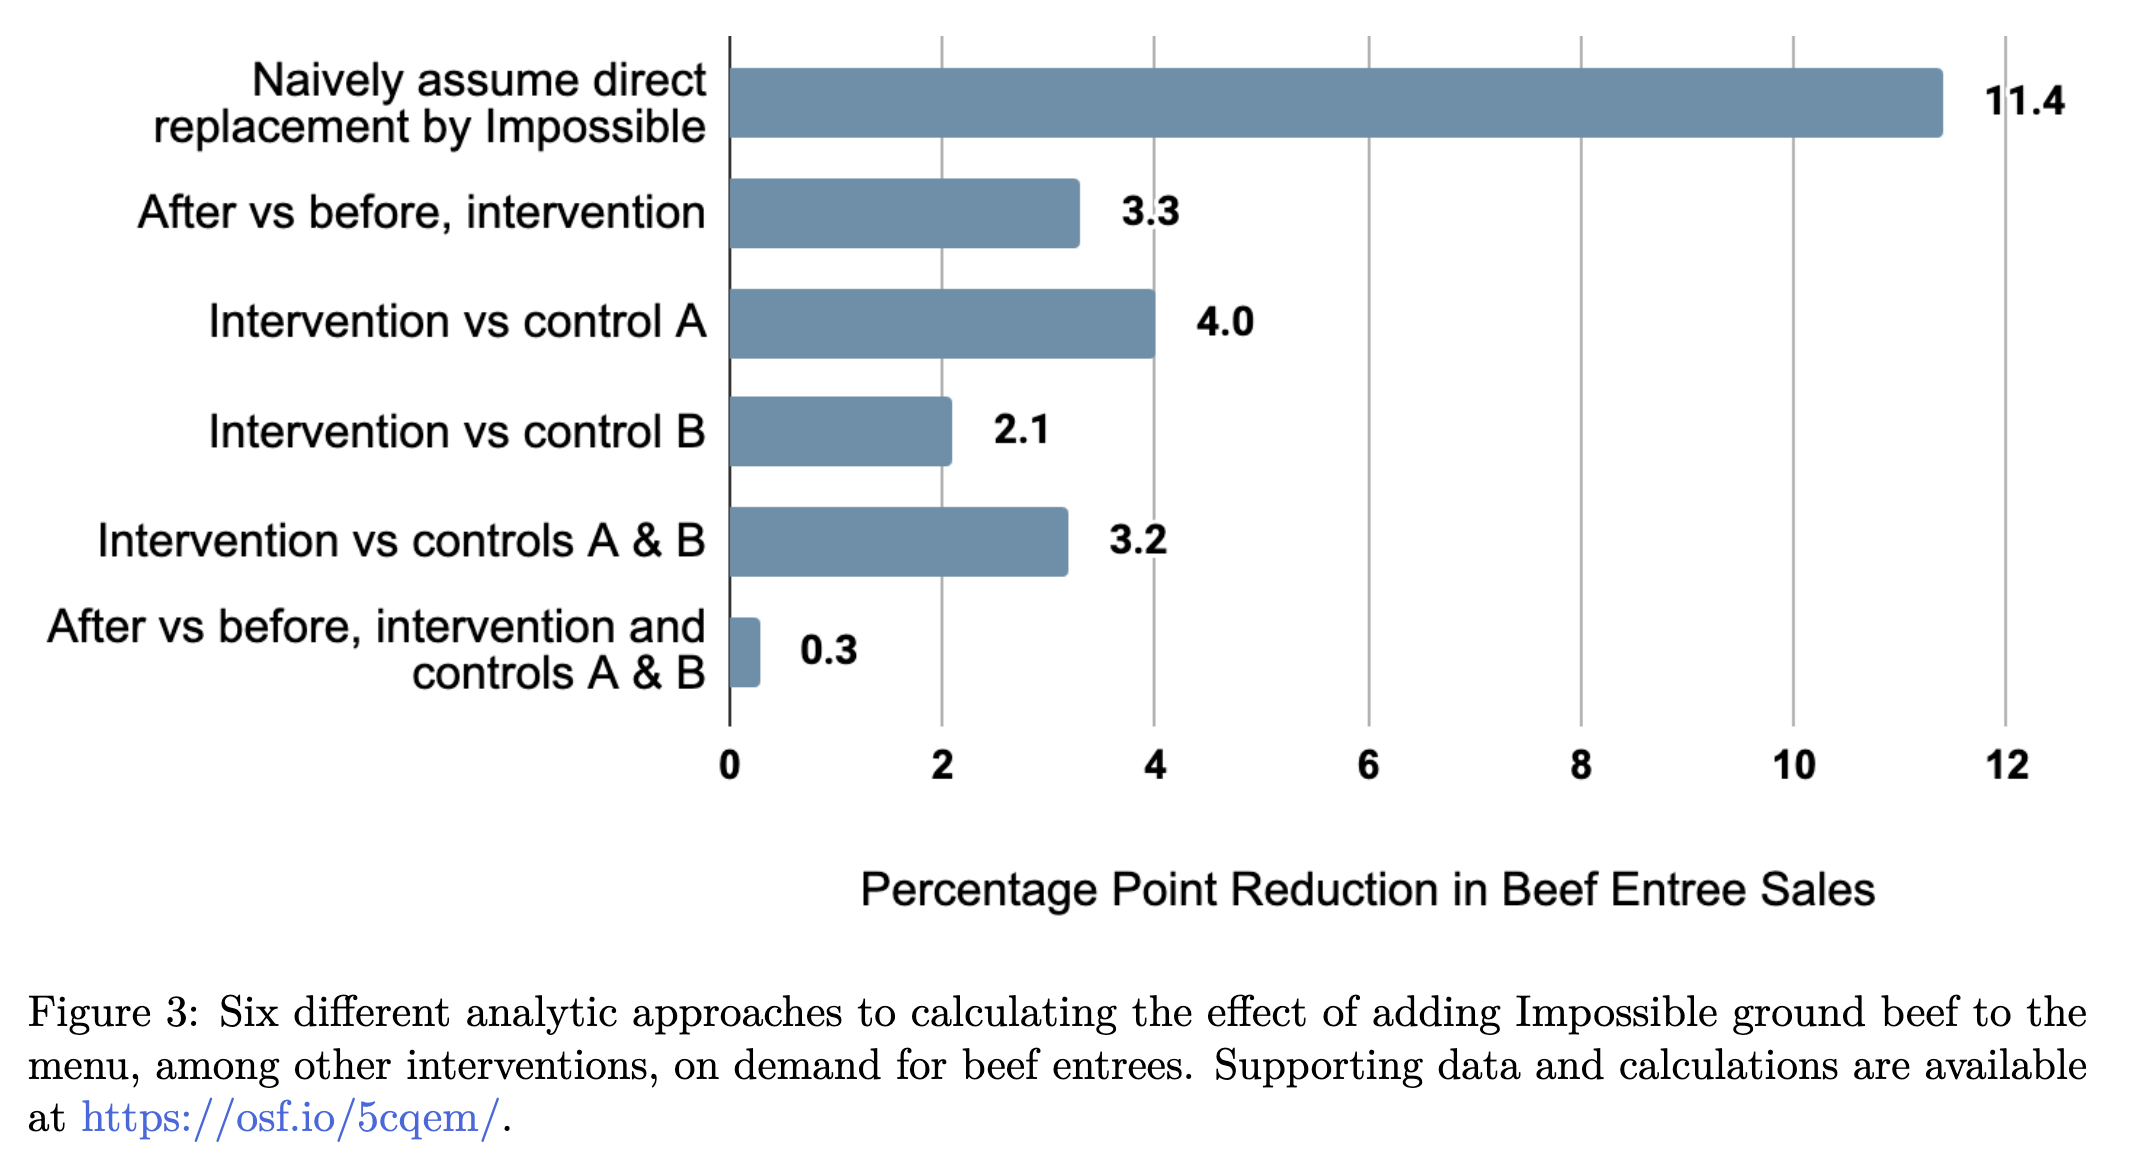 Naively assume direct
replacement by Impossible
11.4
After vs before, intervention
3.3
Intervention vs control A
4.0
Intervention vs control B
2.1
Intervention vs controls A & B
3.2
After vs before, intervention and
controls A & B
0.3
0 2 4 6 8 10 12
Percentage Point Reduction in Beef Entree Sales
Figure 3: Six different analytic approaches to calculating the effect of adding Impossible ground beef to the
menu, among other interventions, on demand for beef entrees. Supporting data and calculations are available
at https://osf.io/5cqem/.